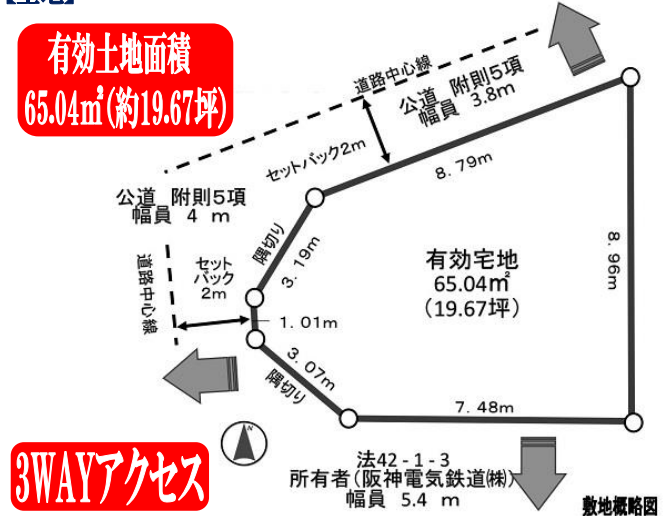 有効土地面積
65.04㎡(約19.67坪)
道路中心線
公道 附則5項
幅員 3.8m
セットバック2m
8.79m
公道 附則5項
幅員 4 m
道路中心線
セット
バック
2m
隅切り
3.19m
有効宅地
65.04㎡
(19.67坪)
8.96m
1.01m
3.07m
隅切り
7.48m
N
3WAYアクセス
法42-1-3
所有者(阪神電気鉄道㈱)
幅員 5.4 m
敷地概略図